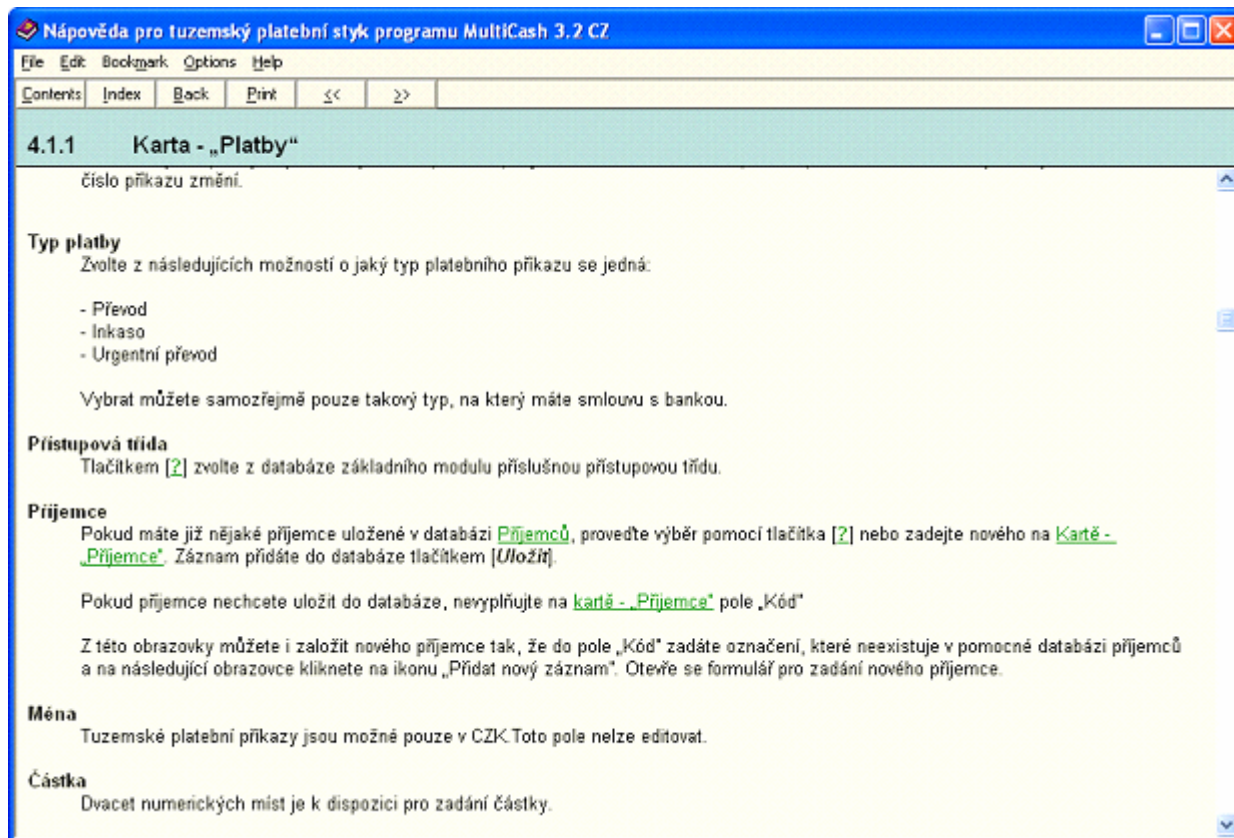 Nápověda pro tuzemský platební styk programu MultiCash 3.2 CZ
File Edit Bookmark Options Help
Contents Index Back Print << >>
4.1.1 Karta - „Platby“
číslo příkazu změní.
Typ platby
Zvolte z následujících možností o jaký typ platebního příkazu se jedná:
- Převod
- Inkaso
- Urgentní převod
Vybrat můžete samozřejmě pouze takový typ, na který máte smlouvu s bankou.
Přístupová třída
Tlačítkem [?] zvolte z databáze základního modulu příslušnou přístupovou třídu.
Příjemce
Pokud máte již nějaké příjemce uložené v databázi Příjemců, proveďte výběr pomocí tlačítka [?] nebo zadejte nového na Kartě -
„Příjemce“. Záznam přidáte do databáze tlačítkem [Uložit].
Pokud příjemce nechcete uložit do databáze, nevyplňujte na kartě - „Příjemce“ pole „Kód“
Z této obrazovky můžete i založit nového příjemce tak, že do pole „Kód“ zadáte označení, které neexistuje v pomocné databázi příjemců
a na následující obrazovce kliknete na ikonu „Přidat nový záznam“. Otevře se formulář pro zadání nového příjemce.
Měna
Tuzemské platební příkazy jsou možné pouze v CZK.Toto pole nelze editovat.
Částka
Dvacet numerických míst je k dispozici pro zadání částky.